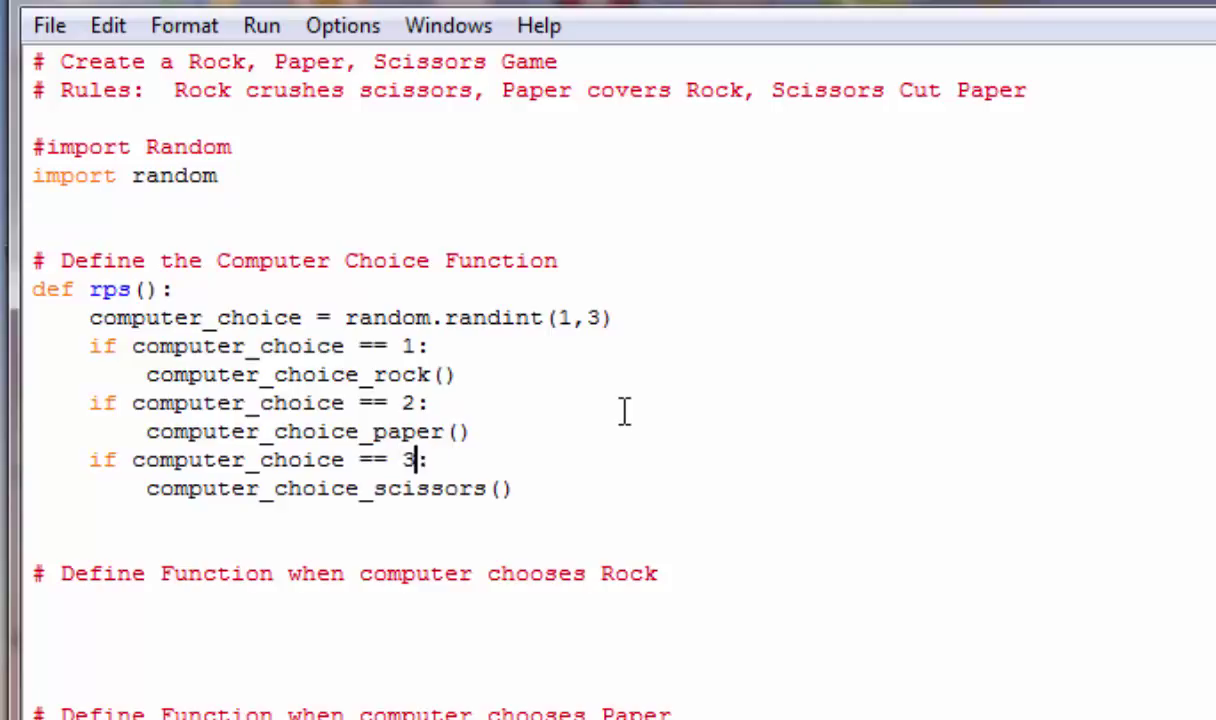 File Edit Format Run Options Windows Help
# Create a Rock, Paper, Scissors Game
# Rules:  Rock crushes scissors, Paper covers Rock, Scissors Cut Paper
#import Random
import random
# Define the Computer Choice Function
def rps():
    computer_choice = random.randint(1,3)
    if computer_choice == 1:
        computer_choice_rock()
    if computer_choice == 2:
        computer_choice_paper()
    if computer_choice == 3:
        computer_choice_scissors()
# Define Function when computer chooses Rock
# Define Function when computer chooses Paper